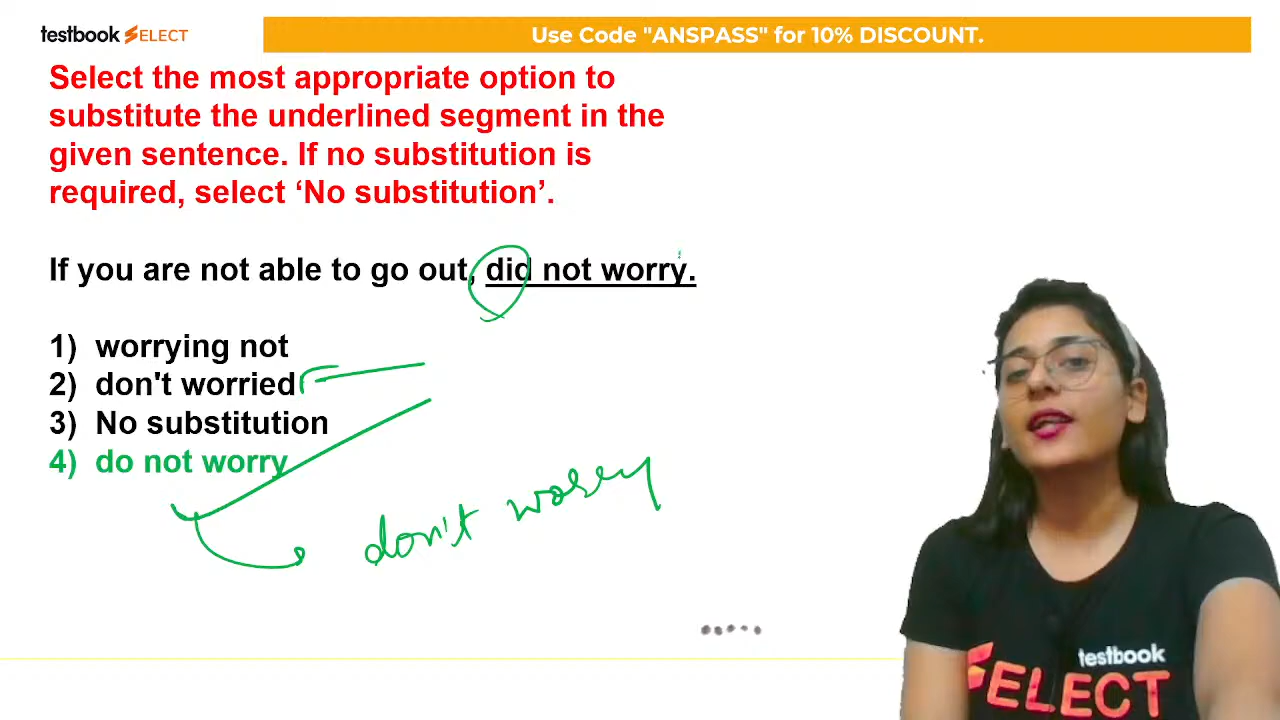 testbook SELECT
Use Code "ANSPASS" for 10% DISCOUNT.
Select the most appropriate option to
substitute the underlined segment in the
given sentence. If no substitution is
required, select ‘No substitution’.
If you are not able to go out, did not worry.
1) worrying not
2) don't worried
3) No substitution
4) do not worry
don't worry
testbook
SELECT